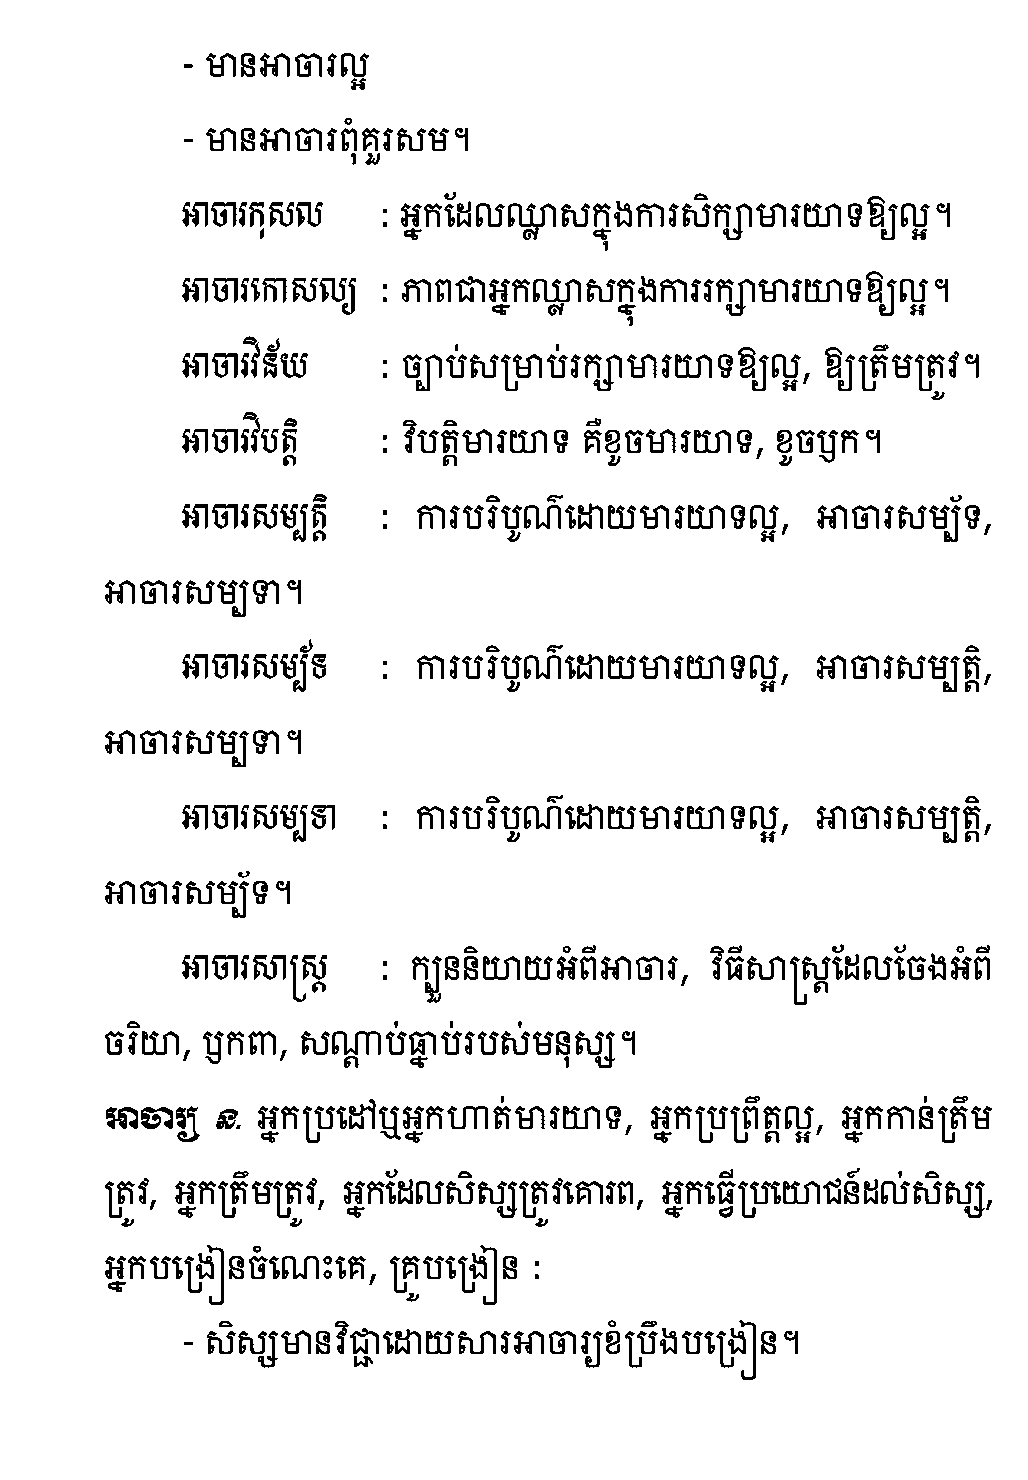 - មានអាចារល្អ
- មានអាចារពុំគួរសម។
អាចារកុសល : អ្នកដែលឈ្លាសក្នុងការសិក្សាមារយាទឱ្យល្អ។
អាចារកោសល្យ : ភាពជាអ្នកឈ្លាសក្នុងការរក្សាមារយាទឱ្យល្អ។
អាចារវិន័យ : ច្បាប់សម្រាប់រក្សាមារយាទឱ្យល្អ, ឱ្យត្រឹមត្រូវ។
អាចារវិបត្តិ : វិបត្តិមារយាទ គឺខូចមារយាទ, ខូចឫក។
អាចារសម្បត្តិ : ការបរិបូណ៌ដោយមារយាទល្អ, អាចារសម្ប័ទ,
អាចារសម្បទា។
អាចារសម្ប័ទ : ការបរិបូណ៌ដោយមារយាទល្អ, អាចារសម្បត្តិ,
អាចារសម្បទា។
អាចារសម្បទា : ការបរិបូណ៌ដោយមារយាទល្អ, អាចារសម្បត្តិ,
អាចារសម្ប័ទ។
អាចារសាស្ត្រ : ក្បួននិយាយអំពីអាចារ, វិធីសាស្ត្រដែលចែងអំពី
ចរិយា, ឫកពា, សណ្ដាប់ធ្នាប់របស់មនុស្ស។
អាចារ្យ ន. អ្នកប្រដៅឬអ្នកហាត់មារយាទ, អ្នកប្រព្រឹត្តល្អ, អ្នកកាន់ត្រឹម
ត្រូវ, អ្នកត្រឹមត្រូវ, អ្នកដែលសិស្សត្រូវគោរព, អ្នកធ្វើប្រយោជន៍ដល់សិស្ស,
អ្នកបង្រៀនចំណេះគេ, គ្រូបង្រៀន :
- សិស្សមានវិជ្ជាដោយសារអាចារ្យខំប្រឹងបង្រៀន។